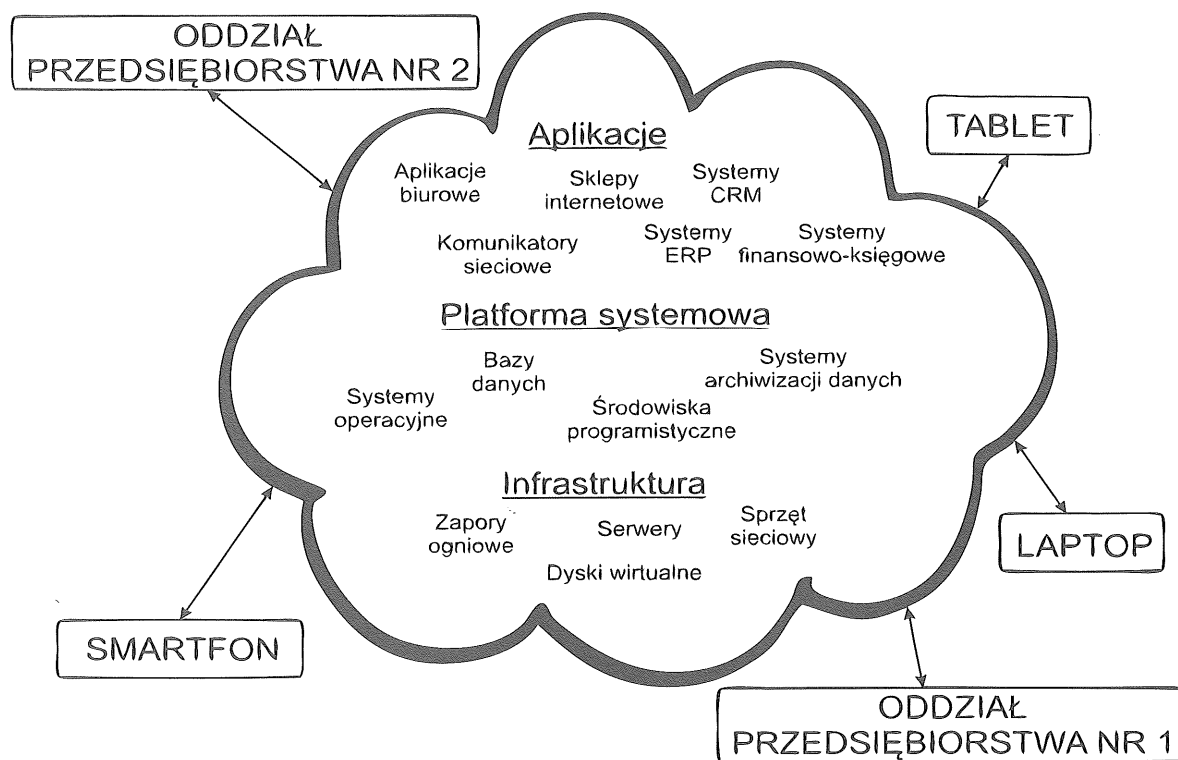 ODDZIAŁ
PRZEDSIĘBIORSTWA NR 2
TABLET
Aplikacje
Aplikacje
biurowe
Sklepy
internetowe
Systemy
CRM
Komunikatory
sieciowe
Systemy
ERP
Systemy
finansowo-księgowe
Platforma systemowa
Bazy
danych
Systemy
archiwizacji danych
Systemy
operacyjne
Środowiska
programistyczne
Infrastruktura
Zapory
ogniowe
Serwery
Sprzęt
sieciowy
Dyski wirtualne
LAPTOP
SMARTFON
ODDZIAŁ
PRZEDSIĘBIORSTWA NR 1